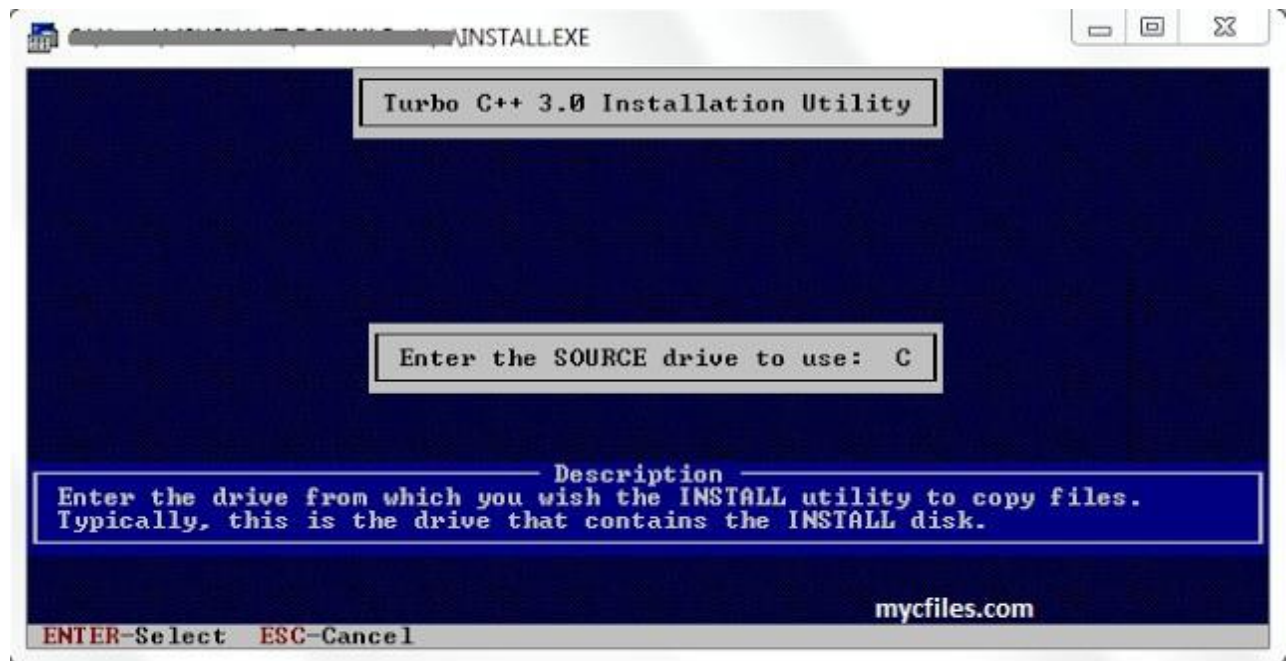 \INSTALL.EXE
Turbo C++ 3.0 Installation Utility
Enter the SOURCE drive to use: C
Description
Enter the drive from which you wish the INSTALL utility to copy files.
Typically, this is the drive that contains the INSTALL disk.
mycfiles.com
ENTER-Select ESC-Cancel